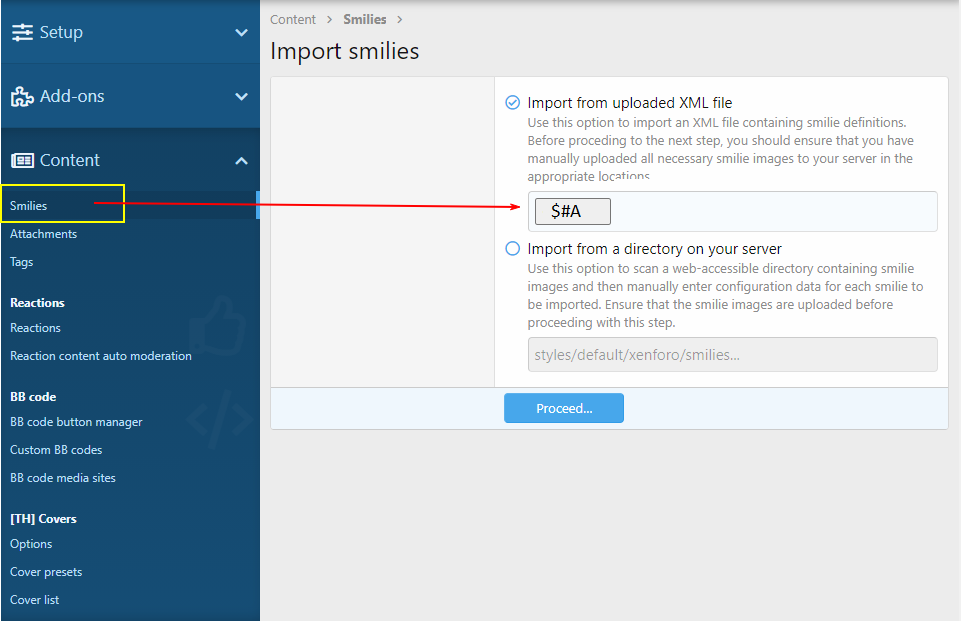 Setup
Add-ons
Content
Smilies
Attachments
Tags
Reactions
Reactions
Reaction content auto moderation
BB code
BB code button manager
Custom BB codes
BB code media sites
[TH] Covers
Options
Cover presets
Cover list
Content > Smilies >
Import smilies
Import from uploaded XML file
Use this option to import an XML file containing smilie definitions.
Before proceding to the next step, you should ensure that you have
manually uploaded all necessary smilie images to your server in the
appropriate locations.
$#A
Import from a directory on your server
Use this option to scan a web-accessible directory containing smilie
images and then manually enter configuration data for each smilie to
be imported. Ensure that the smilie images are uploaded before
proceeding with this step.
styles/default/xenforo/smilies...
Proceed...